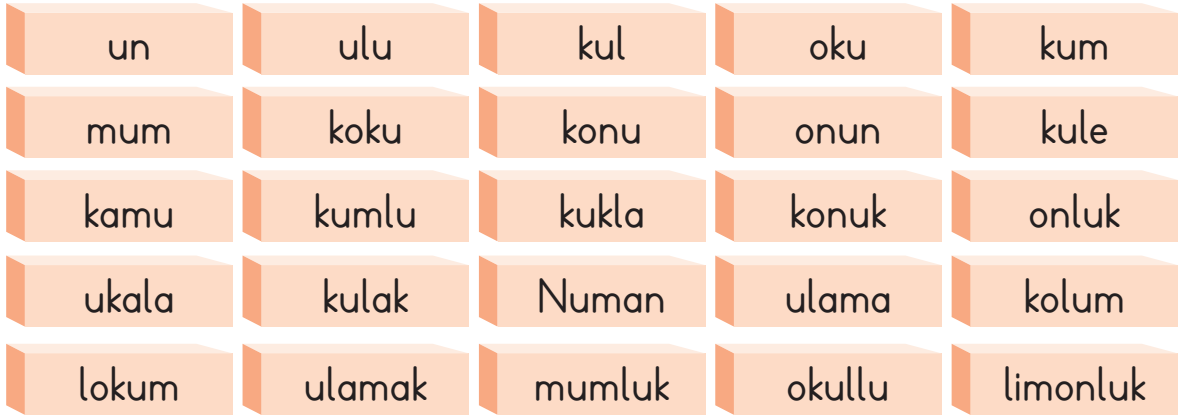 un ulu kul oku kum
mum koku konu onun kule
kamu kumlu kukla konuk onluk
ukala kulak Numan ulama kolum
lokum ulamak mumluk okullu limonluk